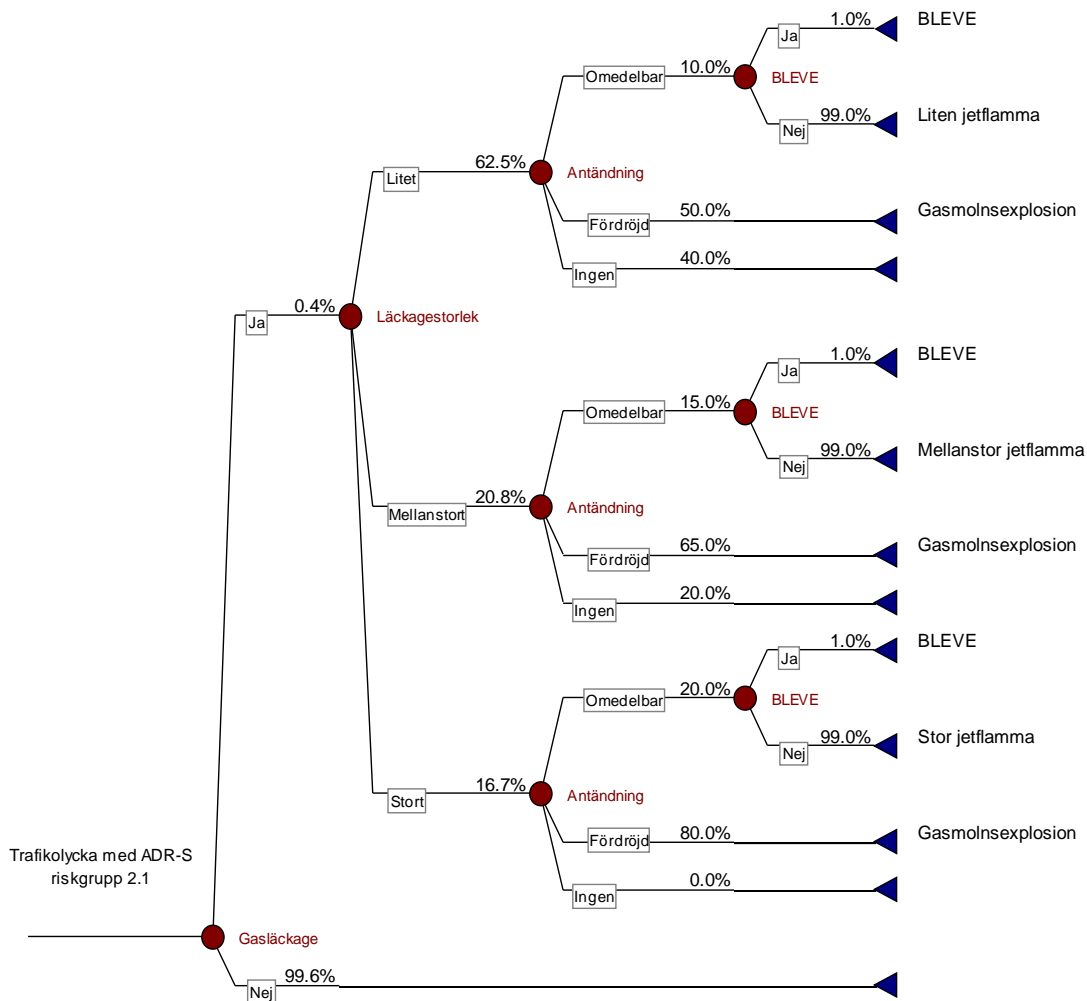 1.0%
BLEVE
Ja
Omedelbar
10.0%
BLEVE
Nej
99.0%
Liten jetflamma
Litet
62.5%
Antändning
Fördröjd
50.0%
Gasmolnsexplosion
Ingen
40.0%
Ja
0.4%
Läckagestorlek
1.0%
BLEVE
Ja
Omedelbar
15.0%
BLEVE
Nej
99.0%
Mellanstor jetflamma
Mellanstort
20.8%
Antändning
Fördröjd
65.0%
Gasmolnsexplosion
Ingen
20.0%
1.0%
BLEVE
Ja
Omedelbar
20.0%
BLEVE
Nej
99.0%
Stor jetflamma
Stort
16.7%
Antändning
Fördröjd
80.0%
Gasmolnsexplosion
Ingen
0.0%
Trafikolycka med ADR-S
riskgrupp 2.1
Gasläckage
Nej
99.6%